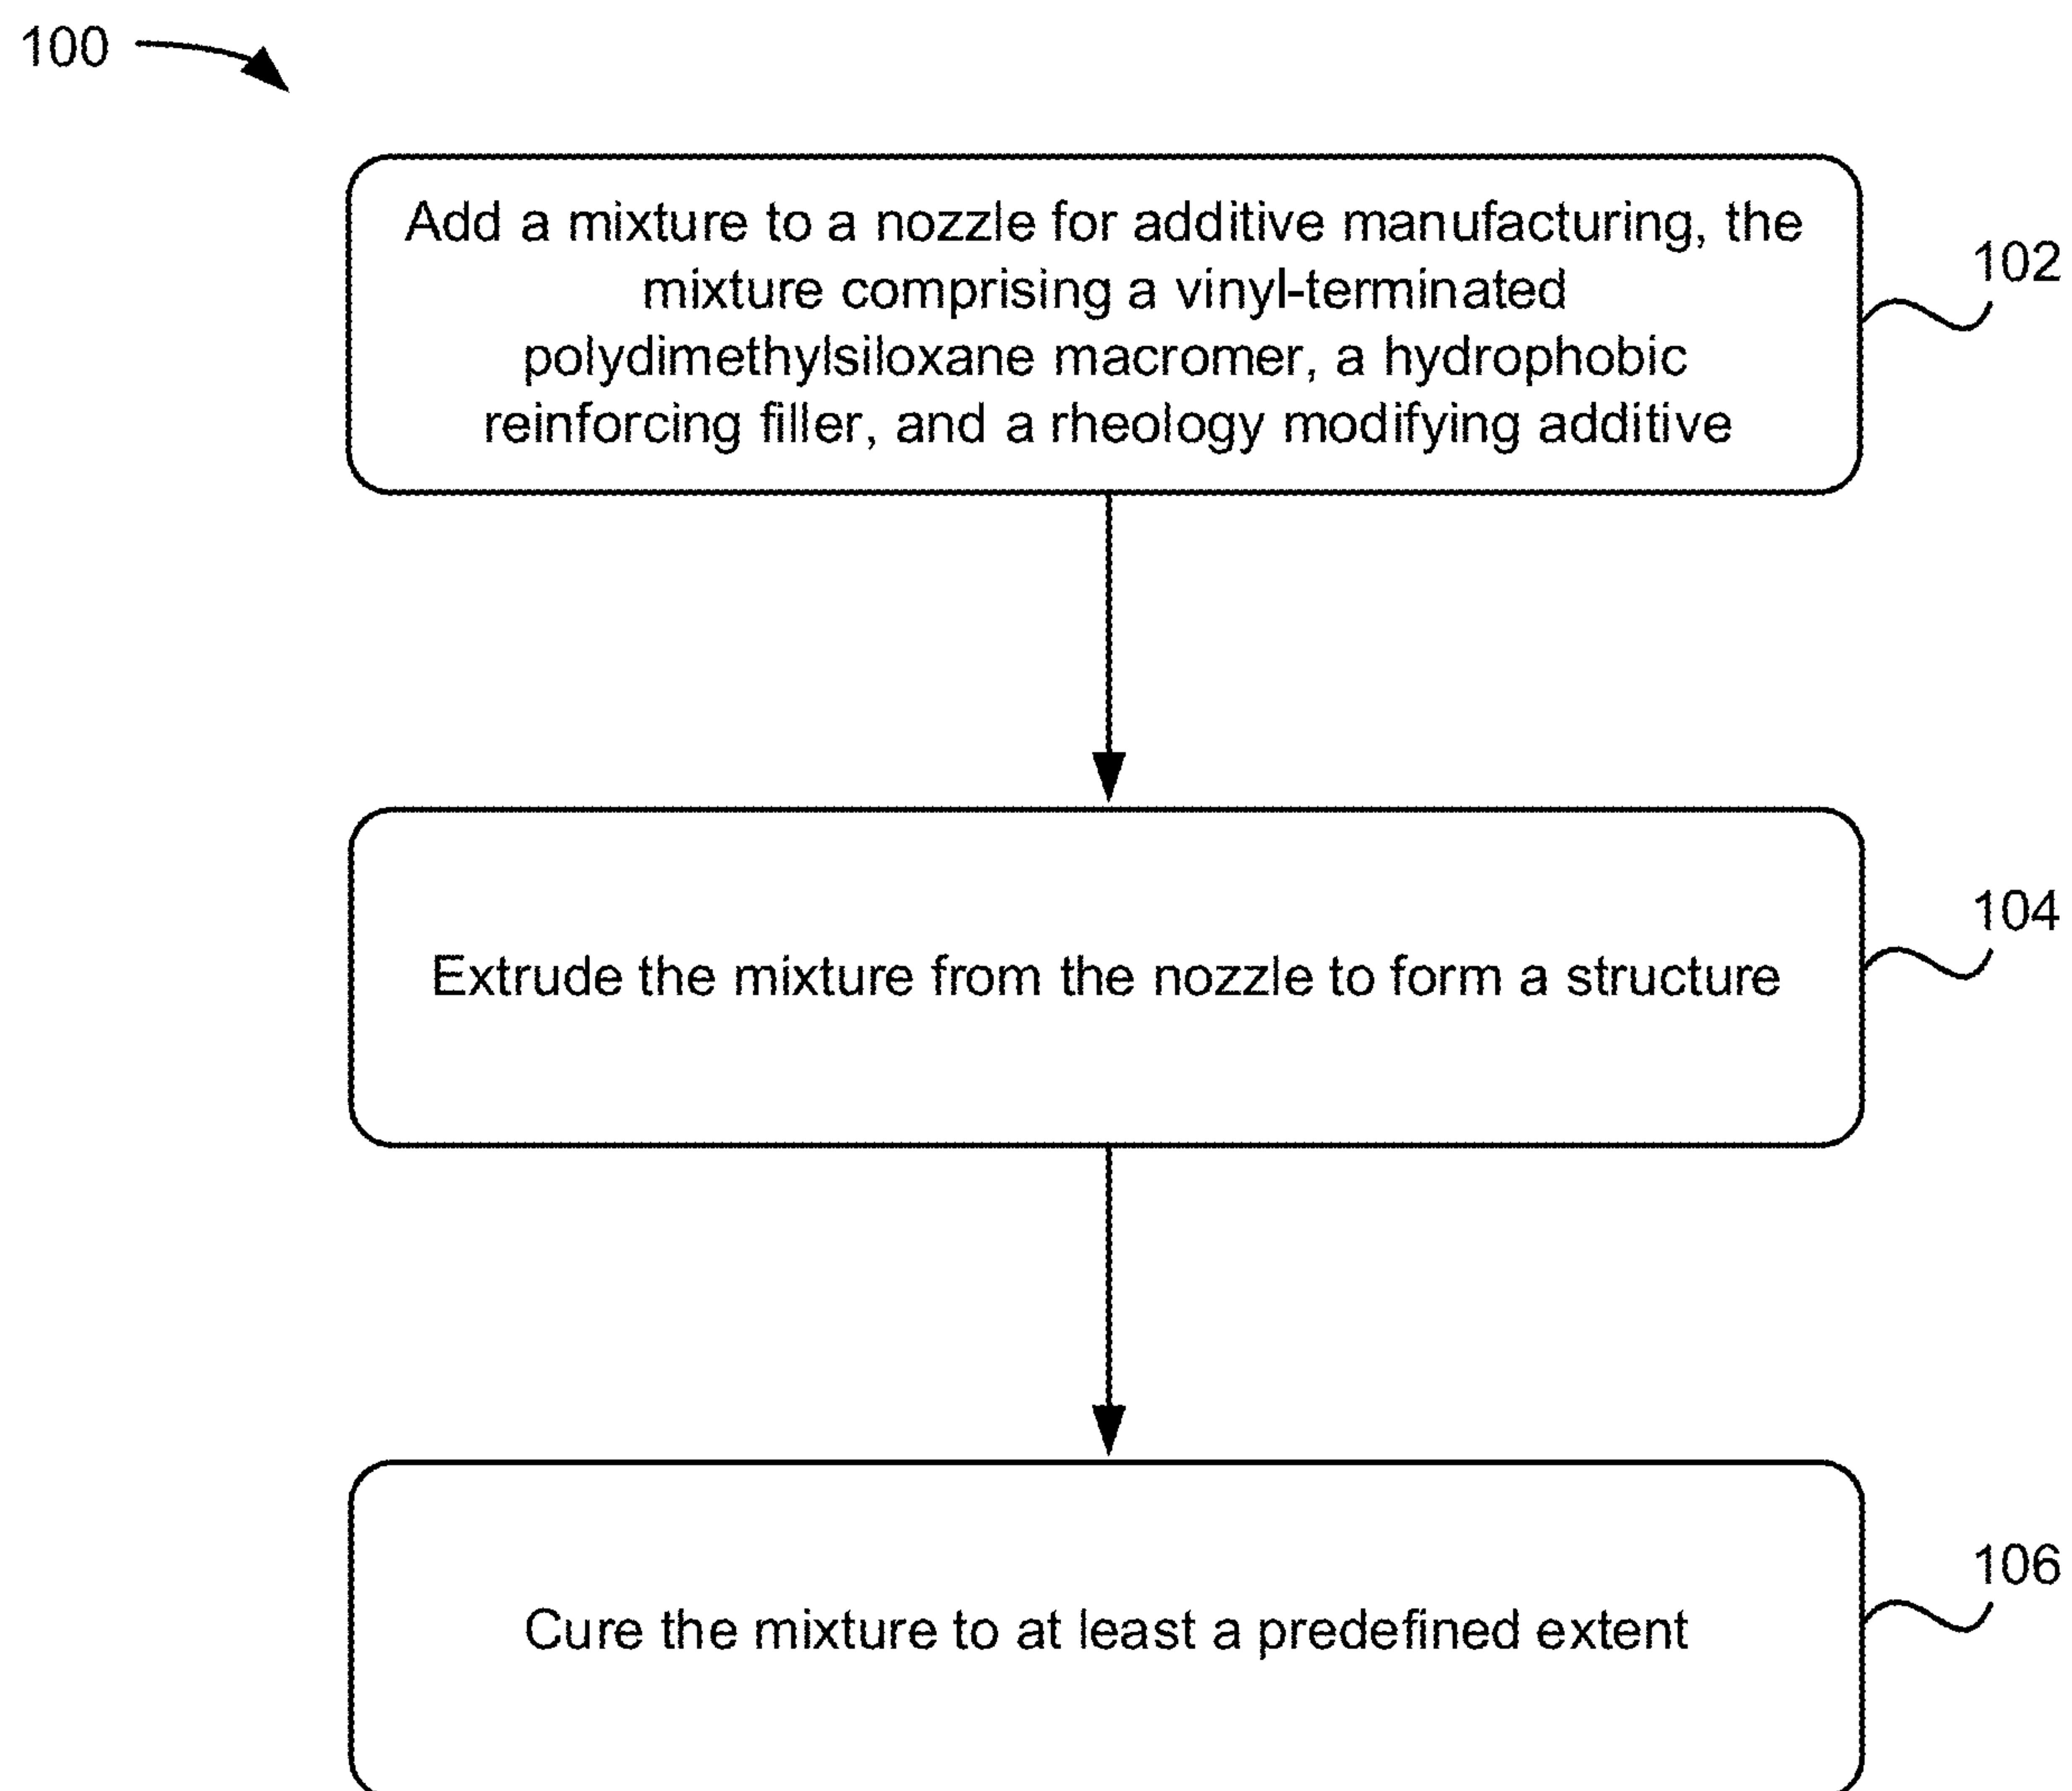 100
Add a mixture to a nozzle for additive manufacturing, the
mixture comprising a vinyl-terminated
polydimethylsiloxane macromer, a hydrophobic
reinforcing filler, and a rheology modifying additive
102
Extrude the mixture from the nozzle to form a structure
104
Cure the mixture to at least a predefined extent
106